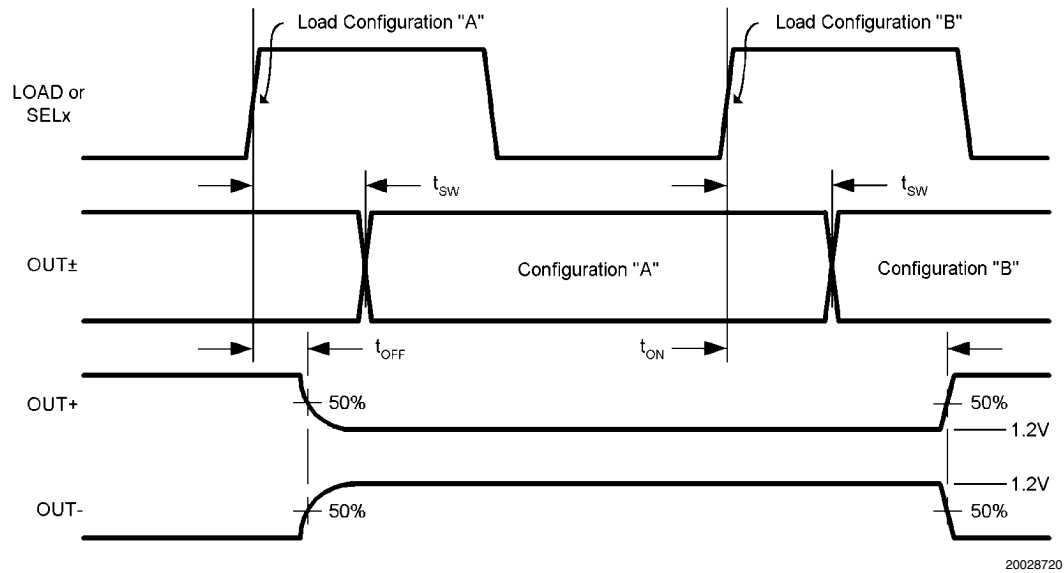 Load Configuration "A"
Load Configuration "B"
LOAD or
SELx
tSW
tSW
OUT±
Configuration "A"
Configuration "B"
tOFF
tON
OUT+
50%
50%
1.2V
1.2V
OUT-
50%
50%
20028720